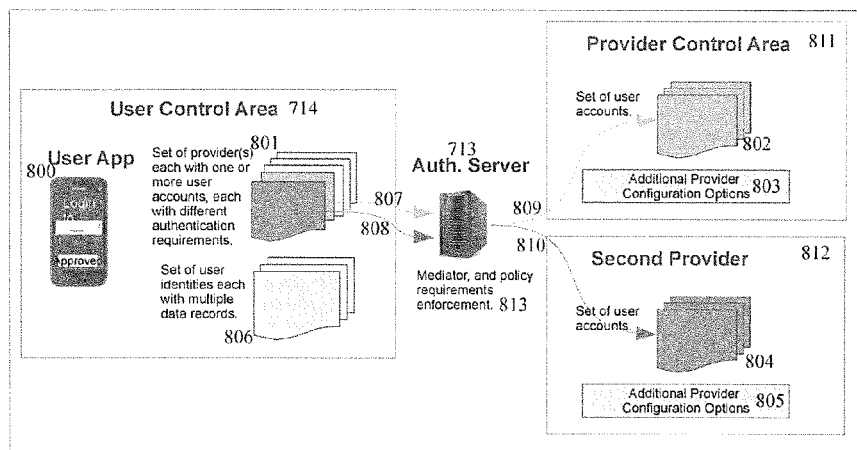 Provider Control Area 811
Set of user
accounts.
802
Additional Provider
Configuration Options 803
User Control Area 714
User App
800
Login
Approved
Set of provider(s)
each with one or
more user
accounts, each
with different
authentication
requirements.
801
807
808
Set of user
identities each
with multiple
data records.
806
713
Auth. Server
Mediator, and policy
requirements
enforcement. 813
809
810
812
Second Provider
Set of user
accounts
804
Additional Provider
Configuration Options 805